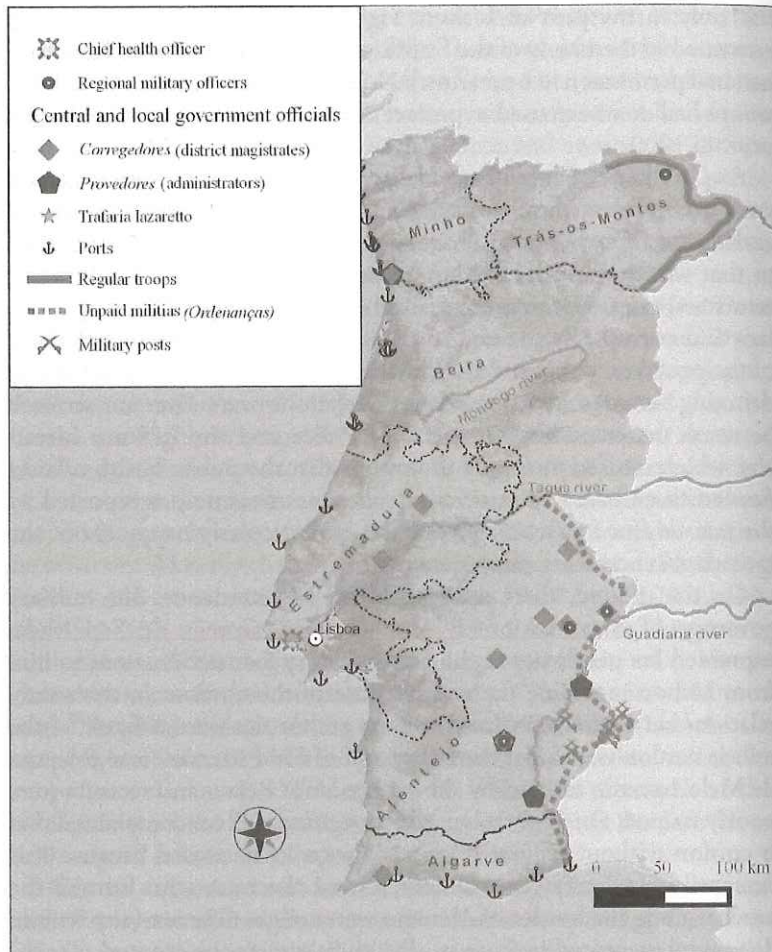 Chief health officer
Regional military officers
Central and local government officials
Corregedores (district magistrates)
Provedores (administrators)
Trafaria lazaretto
Ports
Regular troops
Unpaid militias (Ordenanças)
Military posts
Minho
Trás-os-Montes
Beira
Mondego river
Tagus river
Estremadura
Lisboa
Guadiana river
Alentejo
Algarve
0 50 100 km